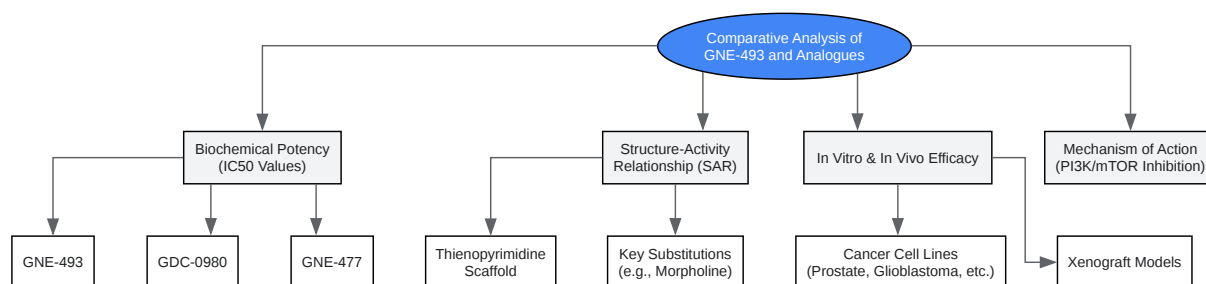 Comparative Analysis of
GNE-493 and Analogues
Biochemical Potency
(IC50 Values)
Structure-Activity
Relationship (SAR)
In Vitro & In Vivo Efficacy
Mechanism of Action
(PI3K/mTOR Inhibition)
GNE-493
GDC-0980
GNE-477
Thienopyrimidine
Scaffold
Key Substitutions
(e.g., Morpholine)
Cancer Cell Lines
(Prostate, Glioblastoma, etc.)
Xenograft Models